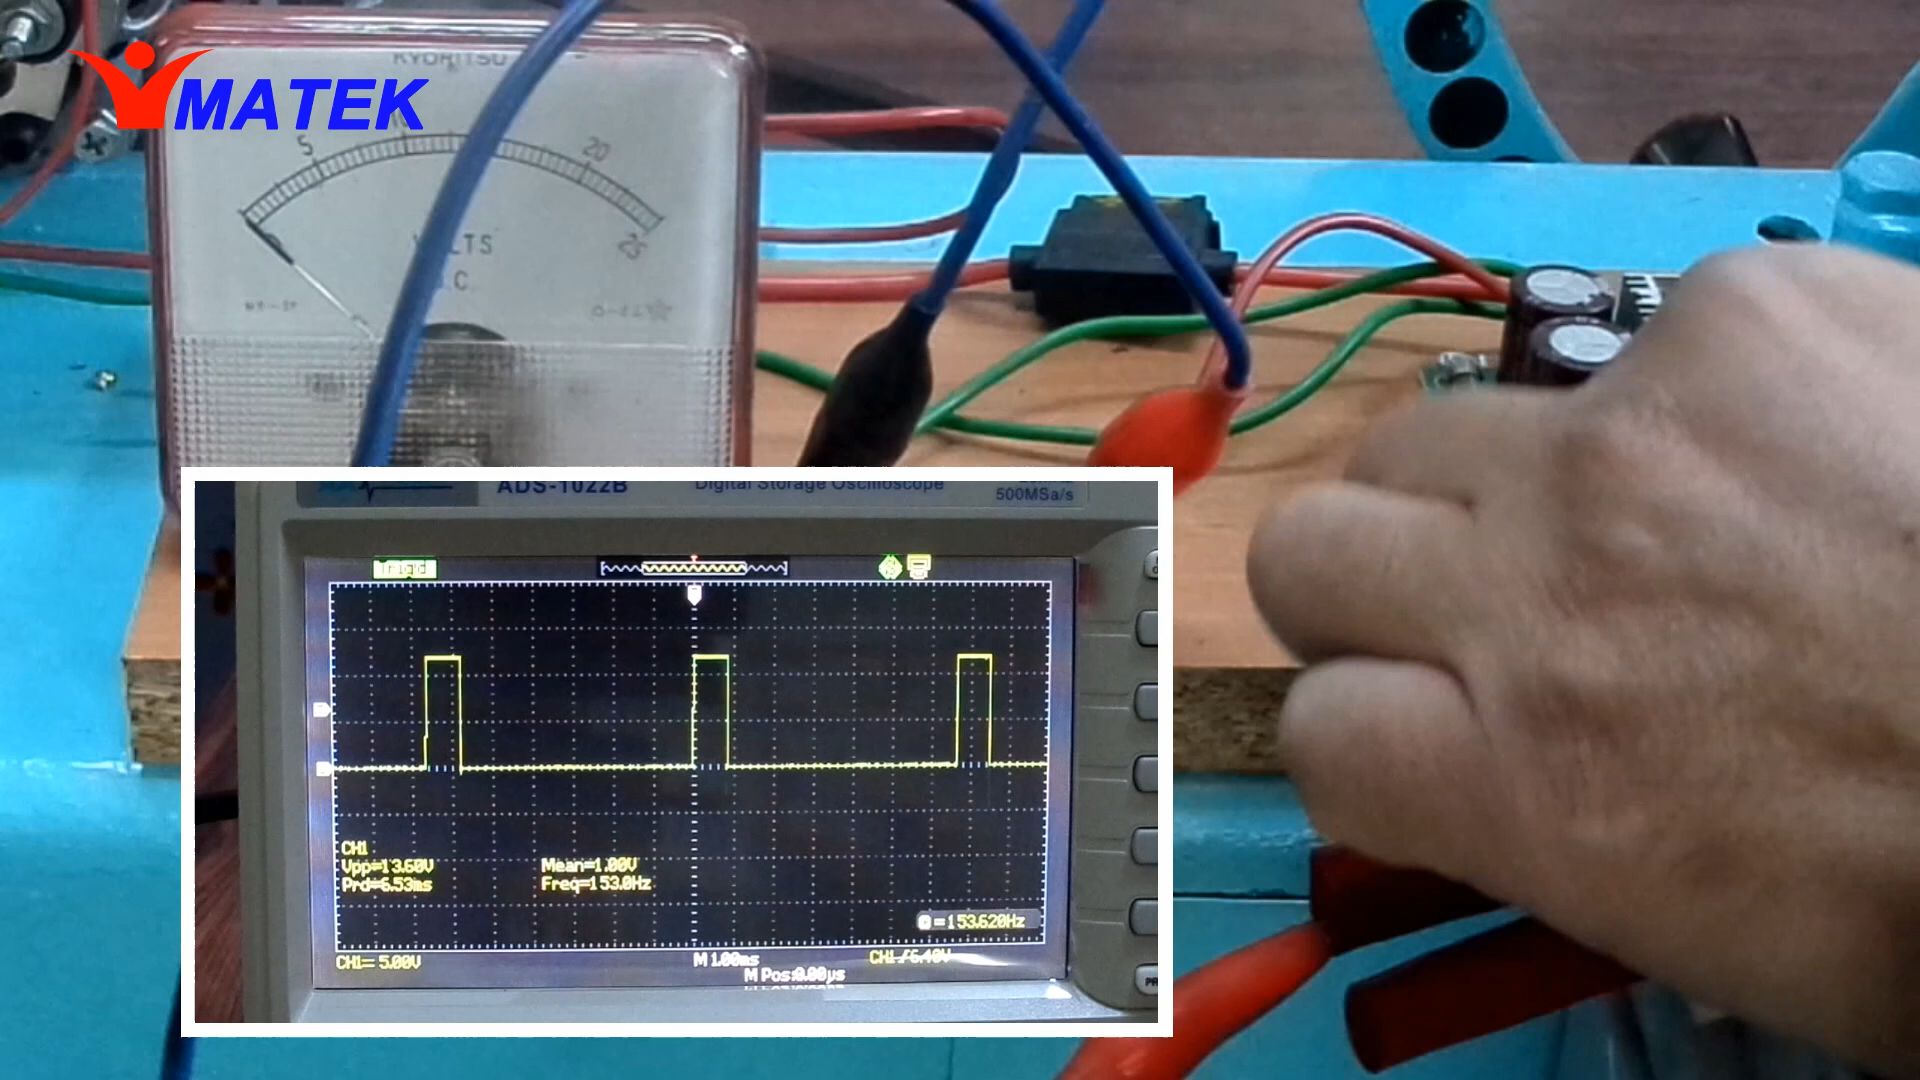 MATEK
KYORITSU
5
20
0
25
VOLTS
ADS-1022B
Digital Storage Oscilloscope
500MSa/s
Trig'd
CH1
Vpp=13.60V
Mean=1.00V
Prd=6.53ms
Freq=153.0Hz
=153.620Hz
CH1= 5.00V
M 1.00ms
CH1 /6.40V
M Pos:0.00µs
PR